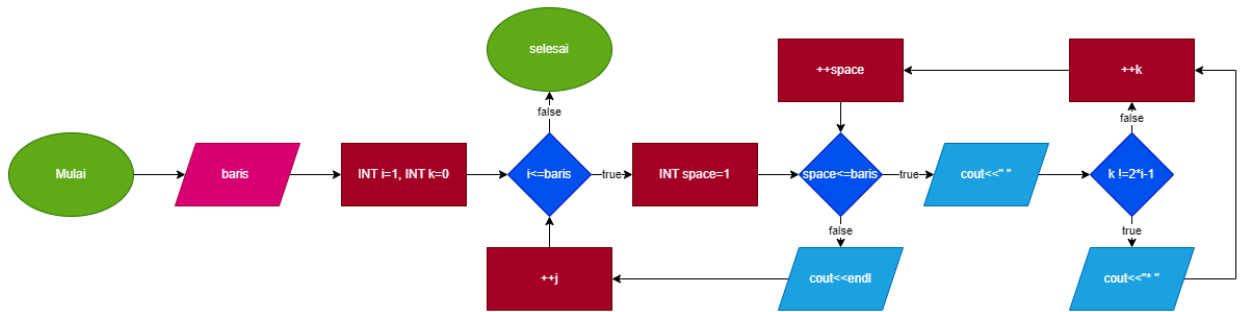 selesai
++space
++k
false
false
Mulai
baris
INT i=1, INT k=0
i<=baris
true
INT space=1
space<=baris
true
cout<<" "
k !=2*i-1
false
true
++j
cout<<endl
cout<<"* "